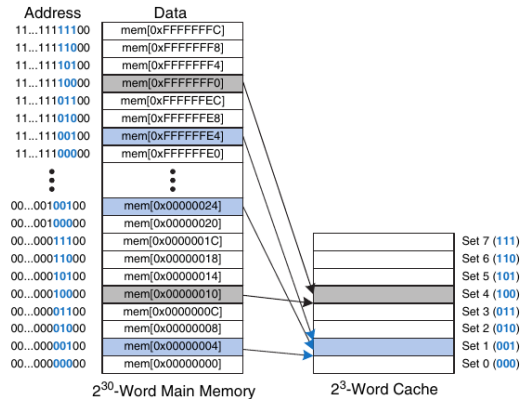 Address Data
11...11111100 mem[0xFFFFFFFC]
11...11111000 mem[0xFFFFFFF8]
11...11110100 mem[0xFFFFFFF4]
11...11110000 mem[0xFFFFFFF0]
11...11101100 mem[0xFFFFFFEC]
11...11101000 mem[0xFFFFFFE8]
11...11100100 mem[0xFFFFFFE4]
11...11100000 mem[0xFFFFFFE0]
00...00100100 mem[0x00000024]
00...00100000 mem[0x00000020]
00...00011100 mem[0x0000001C] Set 7 (111)
00...00011000 mem[0x00000018] Set 6 (110)
00...00010100 mem[0x00000014] Set 5 (101)
00...00010000 mem[0x00000010] Set 4 (100)
00...00001100 mem[0x0000000C] Set 3 (011)
00...00001000 mem[0x00000008] Set 2 (010)
00...00000100 mem[0x00000004] Set 1 (001)
00...00000000 mem[0x00000000] Set 0 (000)
2³⁰-Word Main Memory 2³-Word Cache